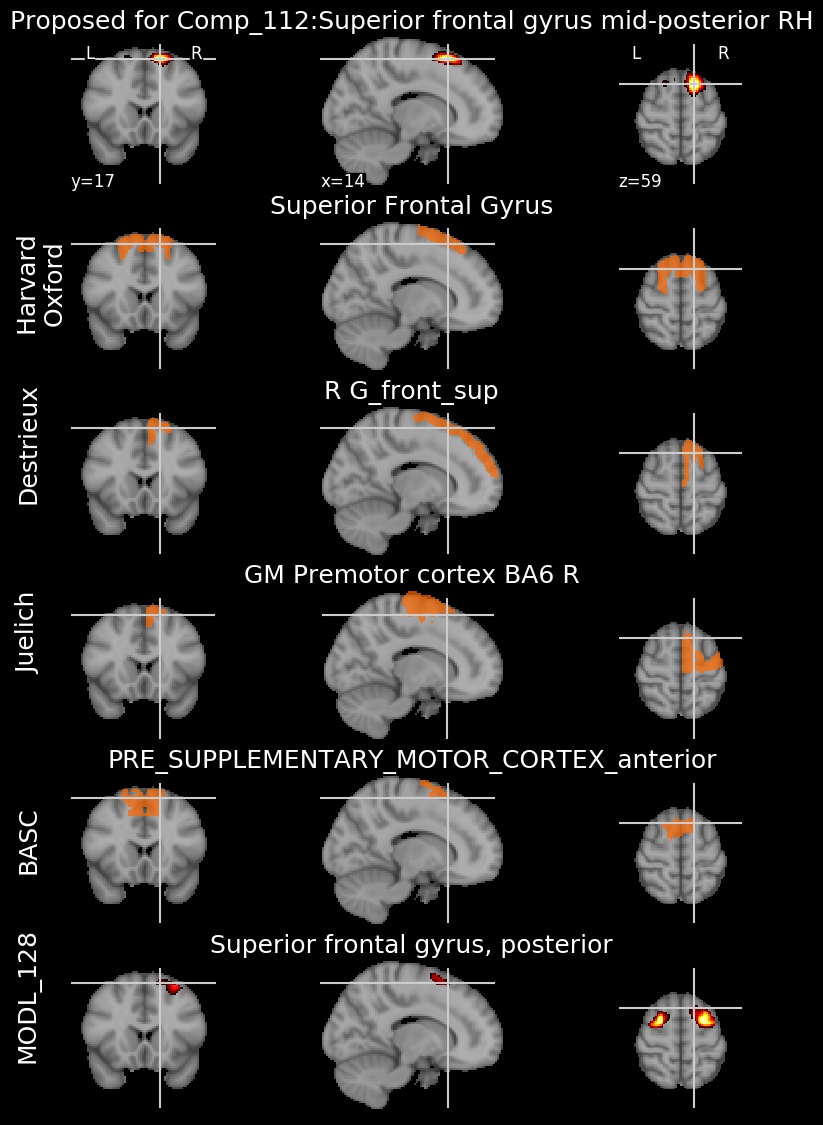 Proposed for Comp_112:Superior frontal gyrus mid-posterior RH
L R L R
y=17 x=14 z=59
Superior Frontal Gyrus
Harvard
Oxford
R G_front_sup
Destrieux
GM Premotor cortex BA6 R
Juelich
PRE_SUPPLEMENTARY_MOTOR_CORTEX_anterior
BASC
Superior frontal gyrus, posterior
MODL_128